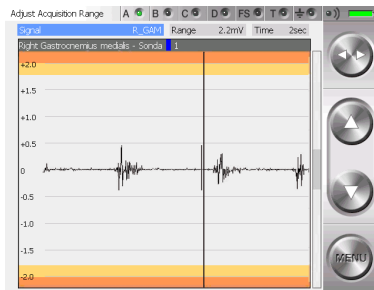 Adjust Acquisition Range A B C D FS T
Signal R_GAM Range 2.2mV Time 2sec
Right Gastrocnemius medialis - Sonda 1
+2.0
+1.5
+1.0
+0.5
0
-0.5
-1.0
-1.5
-2.0
MENU